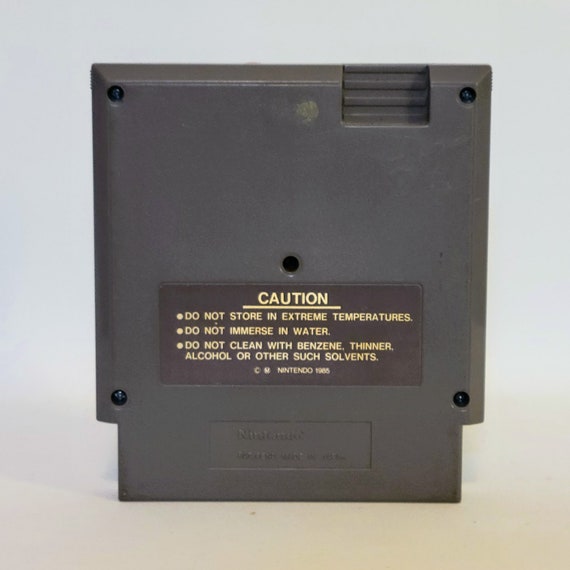 CAUTION
●DO NOT STORE IN EXTREME TEMPERATURES.
●DO NOT IMMERSE IN WATER.
●DO NOT CLEAN WITH BENZENE, THINNER,
ALCOHOL OR OTHER SUCH SOLVENTS.
© Ⓜ NINTENDO 1985
Nintendo